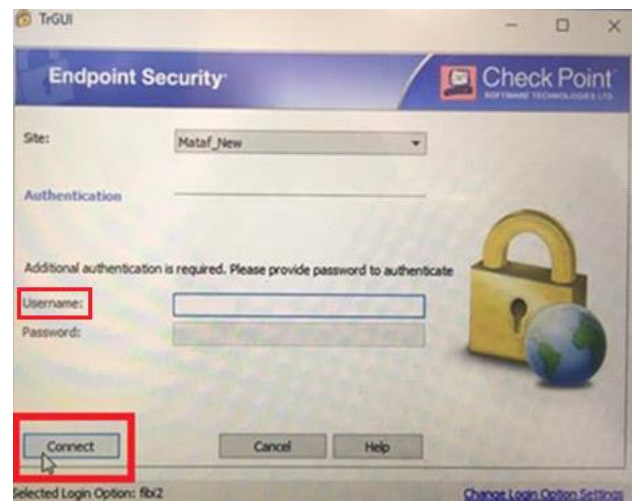 TrGUI
Endpoint Security
Check Point
SOFTWARE TECHNOLOGIES LTD.
Site: Mataf_New
Authentication
Additional authentication is required. Please provide password to authenticate
Username:
Password:
Connect Cancel Help
Selected Login Option: fibi2 Change Login Option Settings